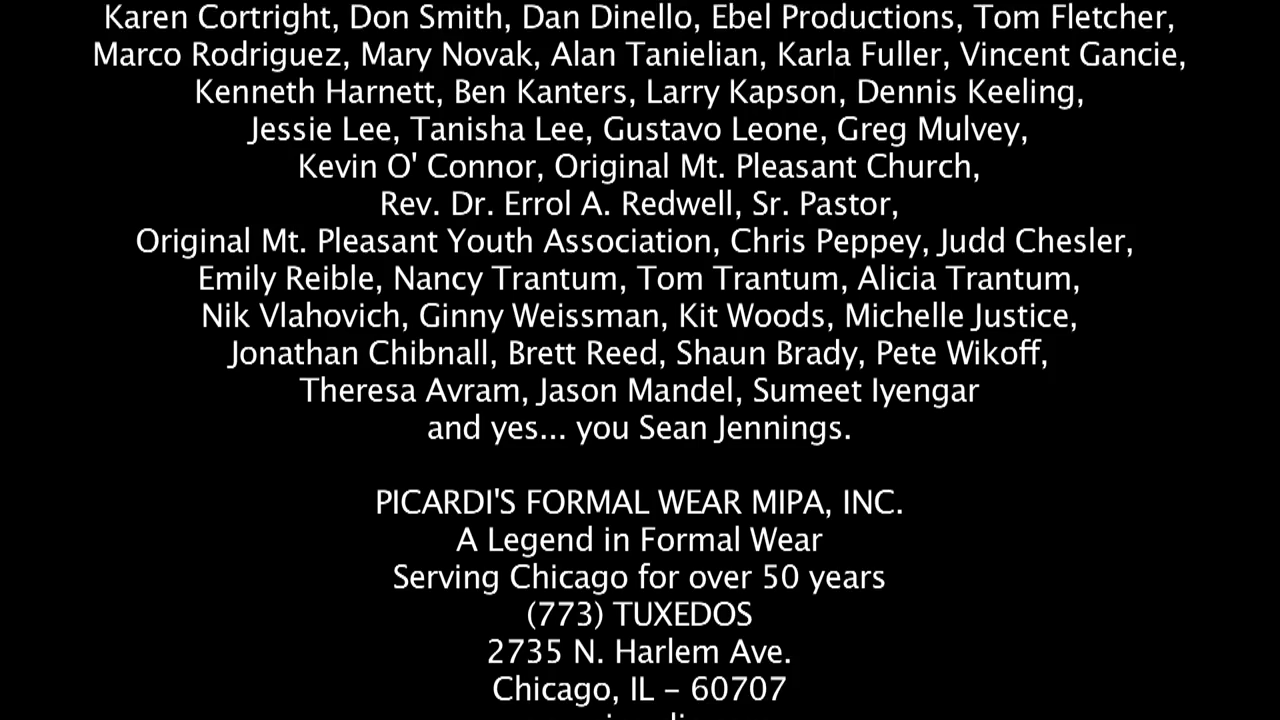 Karen Cortright, Don Smith, Dan Dinello, Ebel Productions, Tom Fletcher,
Marco Rodriguez, Mary Novak, Alan Tanielian, Karla Fuller, Vincent Gancie,
Kenneth Harnett, Ben Kanters, Larry Kapson, Dennis Keeling,
Jessie Lee, Tanisha Lee, Gustavo Leone, Greg Mulvey,
Kevin O' Connor, Original Mt. Pleasant Church,
Rev. Dr. Errol A. Redwell, Sr. Pastor,
Original Mt. Pleasant Youth Association, Chris Peppey, Judd Chesler,
Emily Reible, Nancy Trantum, Tom Trantum, Alicia Trantum,
Nik Vlahovich, Ginny Weissman, Kit Woods, Michelle Justice,
Jonathan Chibnall, Brett Reed, Shaun Brady, Pete Wikoff,
Theresa Avram, Jason Mandel, Sumeet Iyengar
and yes... you Sean Jennings.
PICARDI'S FORMAL WEAR MIPA, INC.
A Legend in Formal Wear
Serving Chicago for over 50 years
(773) TUXEDOS
2735 N. Harlem Ave.
Chicago, IL – 60707